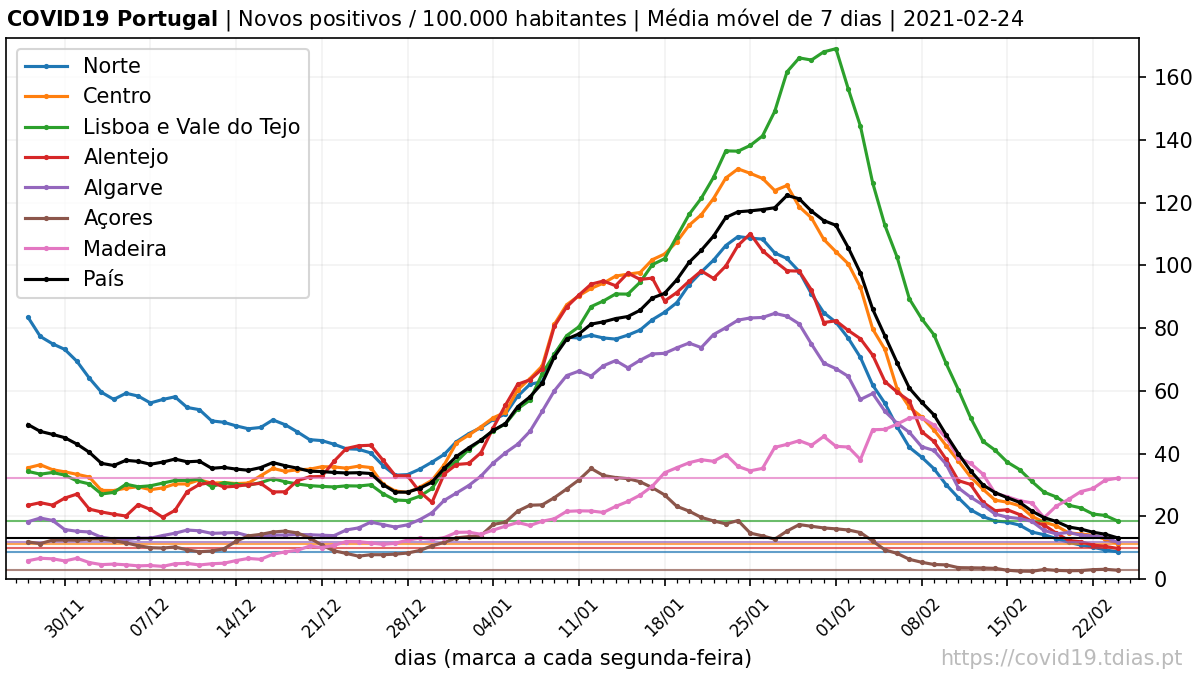 COVID19 Portugal | Novos positivos / 100.000 habitantes | Média móvel de 7 dias | 2021-02-24
Norte
Centro
Lisboa e Vale do Tejo
Alentejo
Algarve
Açores
Madeira
País
160
140
120
100
80
60
40
20
0
30/11 07/12 14/12 21/12 28/12 04/01 11/01 18/01 25/01 01/02 08/02 15/02 22/02
dias (marca a cada segunda-feira)
https://covid19.tdias.pt